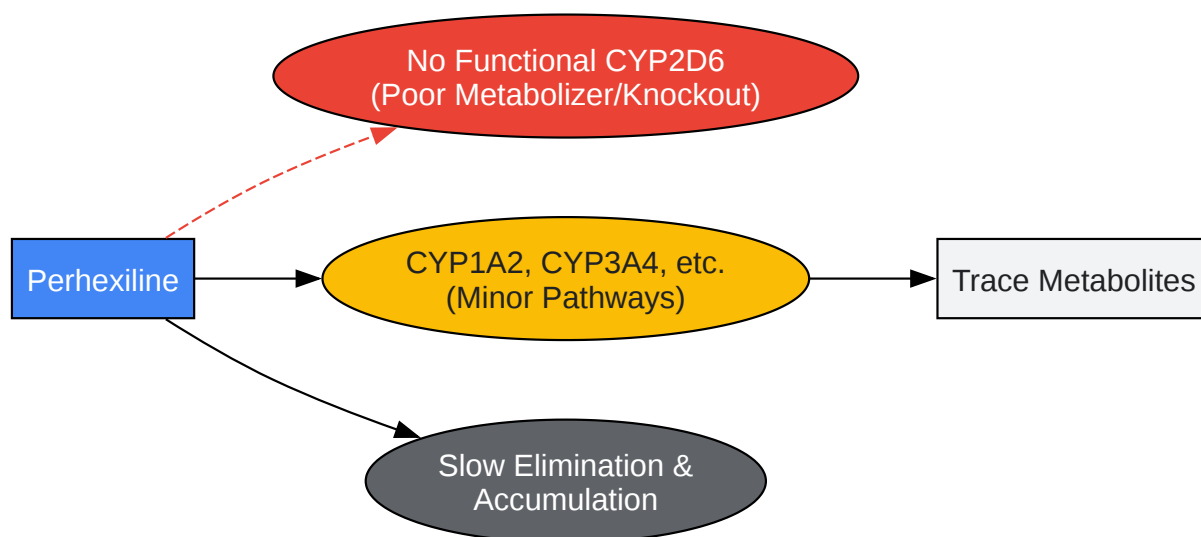 No Functional CYP2D6
(Poor Metabolizer/Knockout)
Perhexiline
CYP1A2, CYP3A4, etc.
(Minor Pathways)
Trace Metabolites
Slow Elimination &
Accumulation